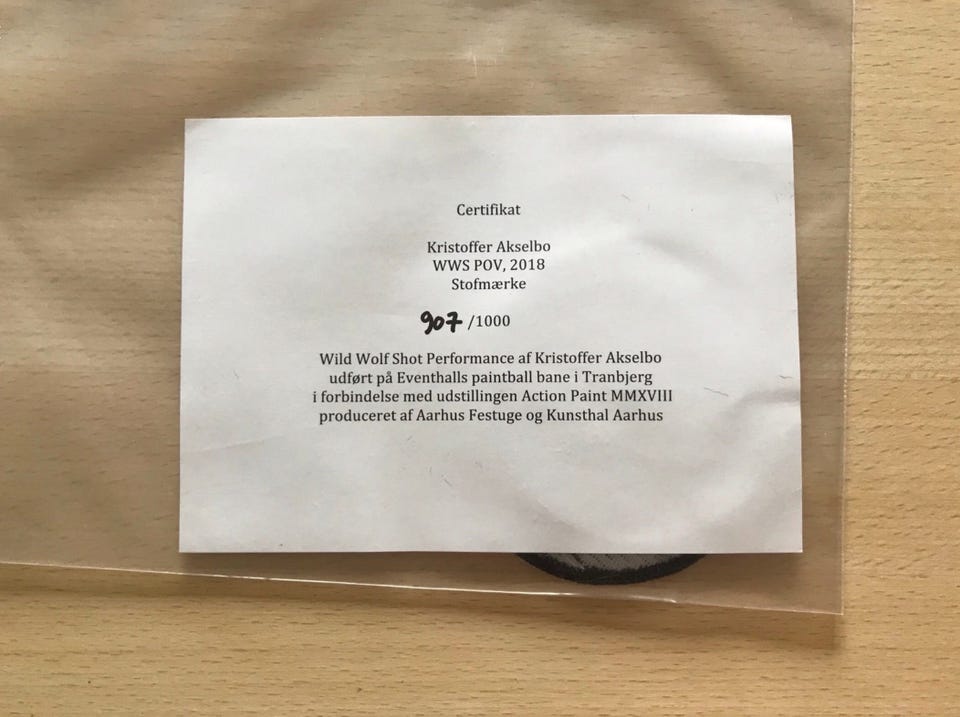 Certifikat
Kristoffer Akselbo
WWS POV, 2018
Stofmærke
907 /1000
Wild Wolf Shot Performance af Kristoffer Akselbo
udført på Eventhalls paintball bane i Tranbjerg
i forbindelse med udstillingen Action Paint MMXVIII
produceret af Aarhus Festuge og Kunsthal Aarhus